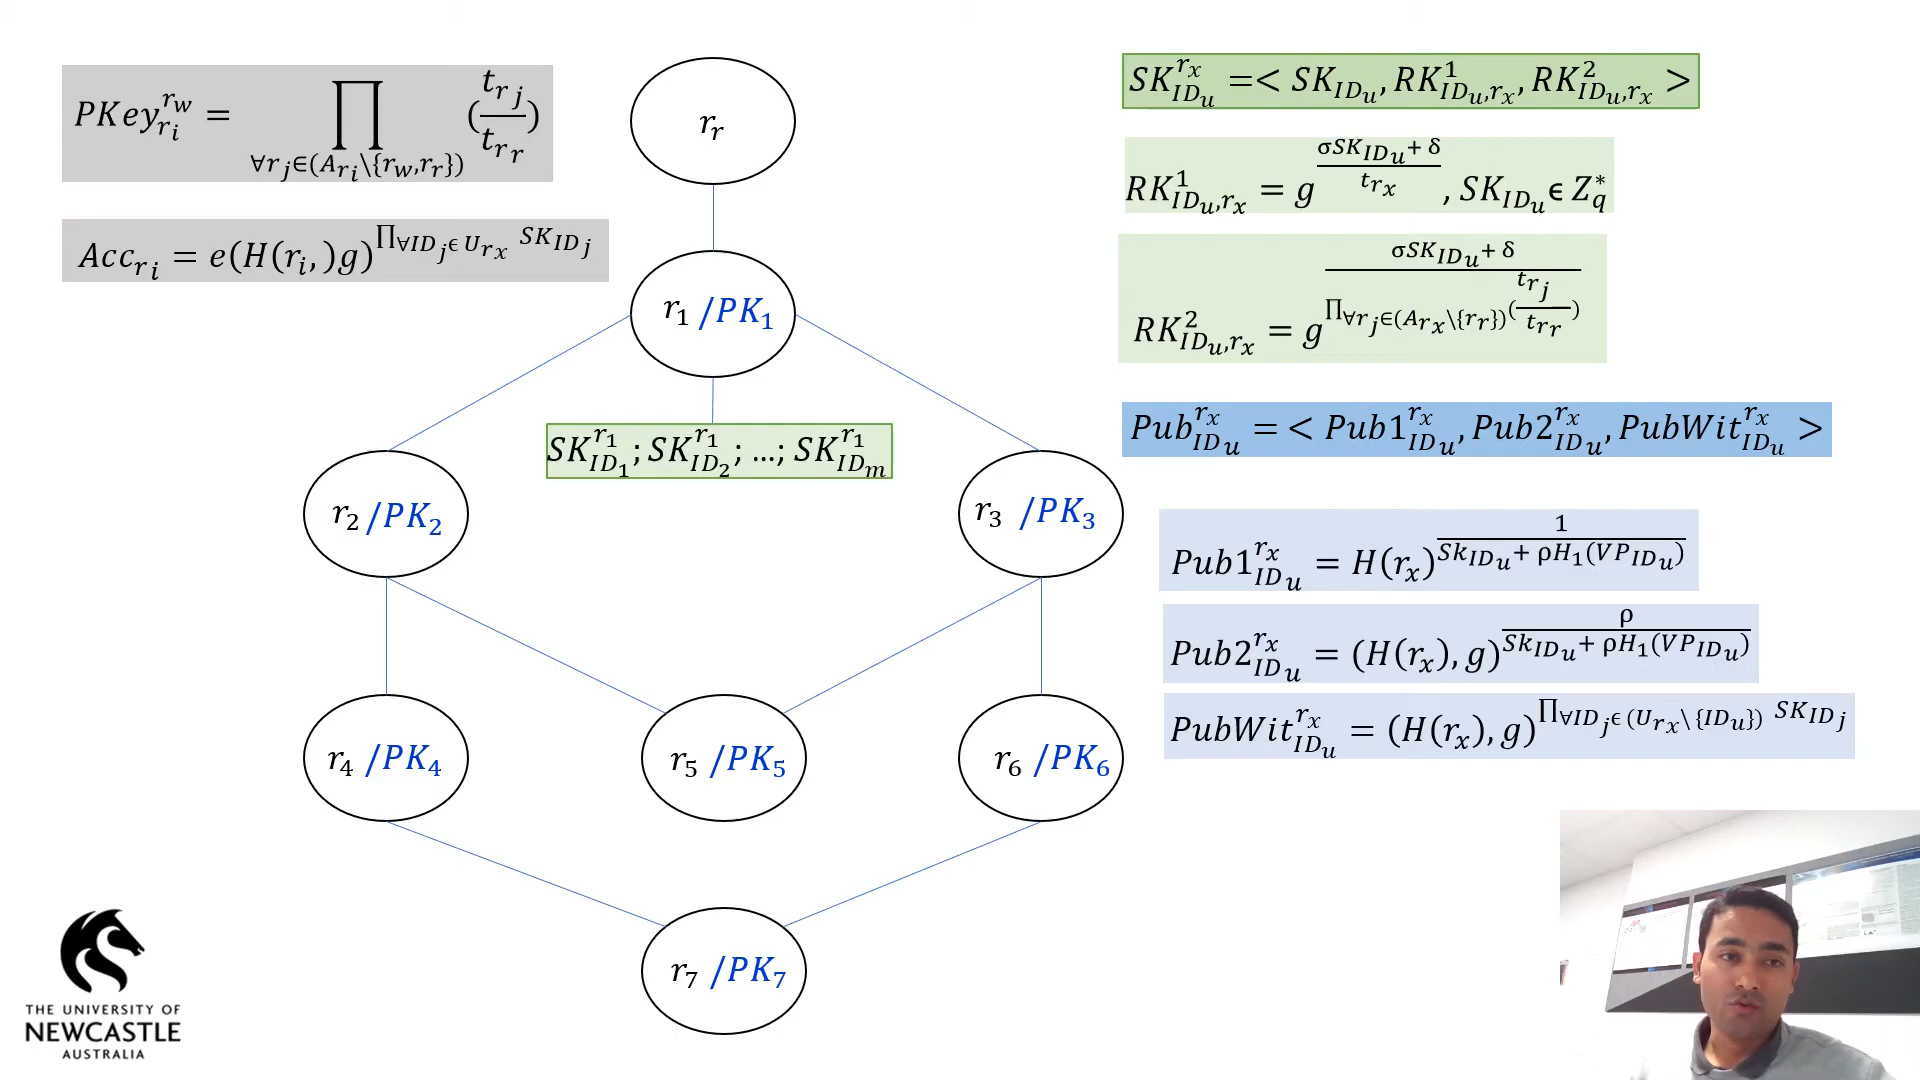 PKey_{r_i}^{r_w} = ∏_{∀r_j∈(A_{r_i}\{r_w,r_r})} (t_{r_j}/t_{r_r})
Acc_{r_i} = e(H(r_i,)g)^{∏_{∀ID_j ϵ U_{r_x}} SK_{ID_j}}
r_r
r_1 /PK_1
SK_{ID_1}^{r_1}; SK_{ID_2}^{r_1}; ...; SK_{ID_m}^{r_1}
r_2 /PK_2
r_3 /PK_3
r_4 /PK_4
r_5 /PK_5
r_6 /PK_6
r_7 /PK_7
SK_{ID_u}^{r_x} =< SK_{ID_u}, RK_{ID_u,r_x}^1, RK_{ID_u,r_x}^2 >
RK_{ID_u,r_x}^1 = g^{(σSK_{ID_u}+ δ)/t_{r_x}}, SK_{ID_u} ϵ Z_q^*
RK_{ID_u,r_x}^2 = g^{(σSK_{ID_u}+ δ)/(∏_{∀r_j∈(A_{r_x}\{r_r})}(t_{r_j}/t_{r_r}))}
Pub_{ID_u}^{r_x} = < Pub1_{ID_u}^{r_x}, Pub2_{ID_u}^{r_x}, PubWit_{ID_u}^{r_x} >
Pub1_{ID_u}^{r_x} = H(r_x)^{1/(Sk_{ID_u}+ ρH_1(VP_{ID_u}))}
Pub2_{ID_u}^{r_x} = (H(r_x), g)^{ρ/(Sk_{ID_u}+ ρH_1(VP_{ID_u}))}
PubWit_{ID_u}^{r_x} = (H(r_x), g)^{∏_{∀ID_j ϵ (U_{r_x}\ {ID_u})} SK_{ID_j}}
THE UNIVERSITY OF
NEWCASTLE
AUSTRALIA